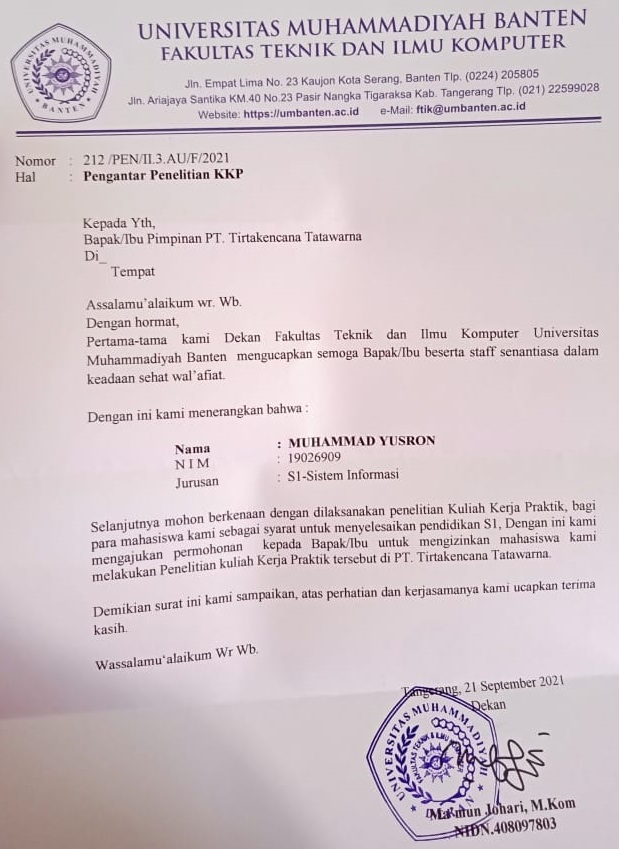 UNIVERSITAS MUHAMMADIYAH BANTEN
FAKULTAS TEKNIK DAN ILMU KOMPUTER
Jln. Empat Lima No. 23 Kaujon Kota Serang, Banten Tlp. (0224) 205805
Jln. Ariajaya Santika KM.40 No.23 Pasir Nangka Tigaraksa Kab. Tangerang Tlp. (021) 22599028
Website: https://umbanten.ac.id e-Mail: ftik@umbanten.ac.id
UNIVERSITAS MUHAMMADIYAH
BANTEN
Nomor : 212 /PEN/II.3.AU/F/2021
Hal : Pengantar Penelitian KKP
Kepada Yth,
Bapak/Ibu Pimpinan PT. Tirtakencana Tatawarna
Di_
Tempat
Assalamu'alaikum wr. Wb.
Dengan hormat,
Pertama-tama kami Dekan Fakultas Teknik dan Ilmu Komputer Universitas
Muhammadiyah Banten mengucapkan semoga Bapak/Ibu beserta staff senantiasa dalam
keadaan sehat wal'afiat.
Dengan ini kami menerangkan bahwa :
Nama : MUHAMMAD YUSRON
N I M : 19026909
Jurusan : S1-Sistem Informasi
Selanjutnya mohon berkenaan dengan dilaksanakan penelitian Kuliah Kerja Praktik, bagi
para mahasiswa kami sebagai syarat untuk menyelesaikan pendidikan S1, Dengan ini kami
mengajukan permohonan kepada Bapak/Ibu untuk mengizinkan mahasiswa kami
melakukan Penelitian kuliah Kerja Praktik tersebut di PT. Tirtakencana Tatawarna.
Demikian surat ini kami sampaikan, atas perhatian dan kerjasamanya kami ucapkan terima
kasih.
Wassalamu'alaikum Wr Wb.
Tangerang, 21 September 2021
Dekan
UNIVERSITAS MUHAMMADIYAH
FAKULTAS TEKNIK & ILMU
Ma'mun Johari, M.Kom
NIDN.408097803